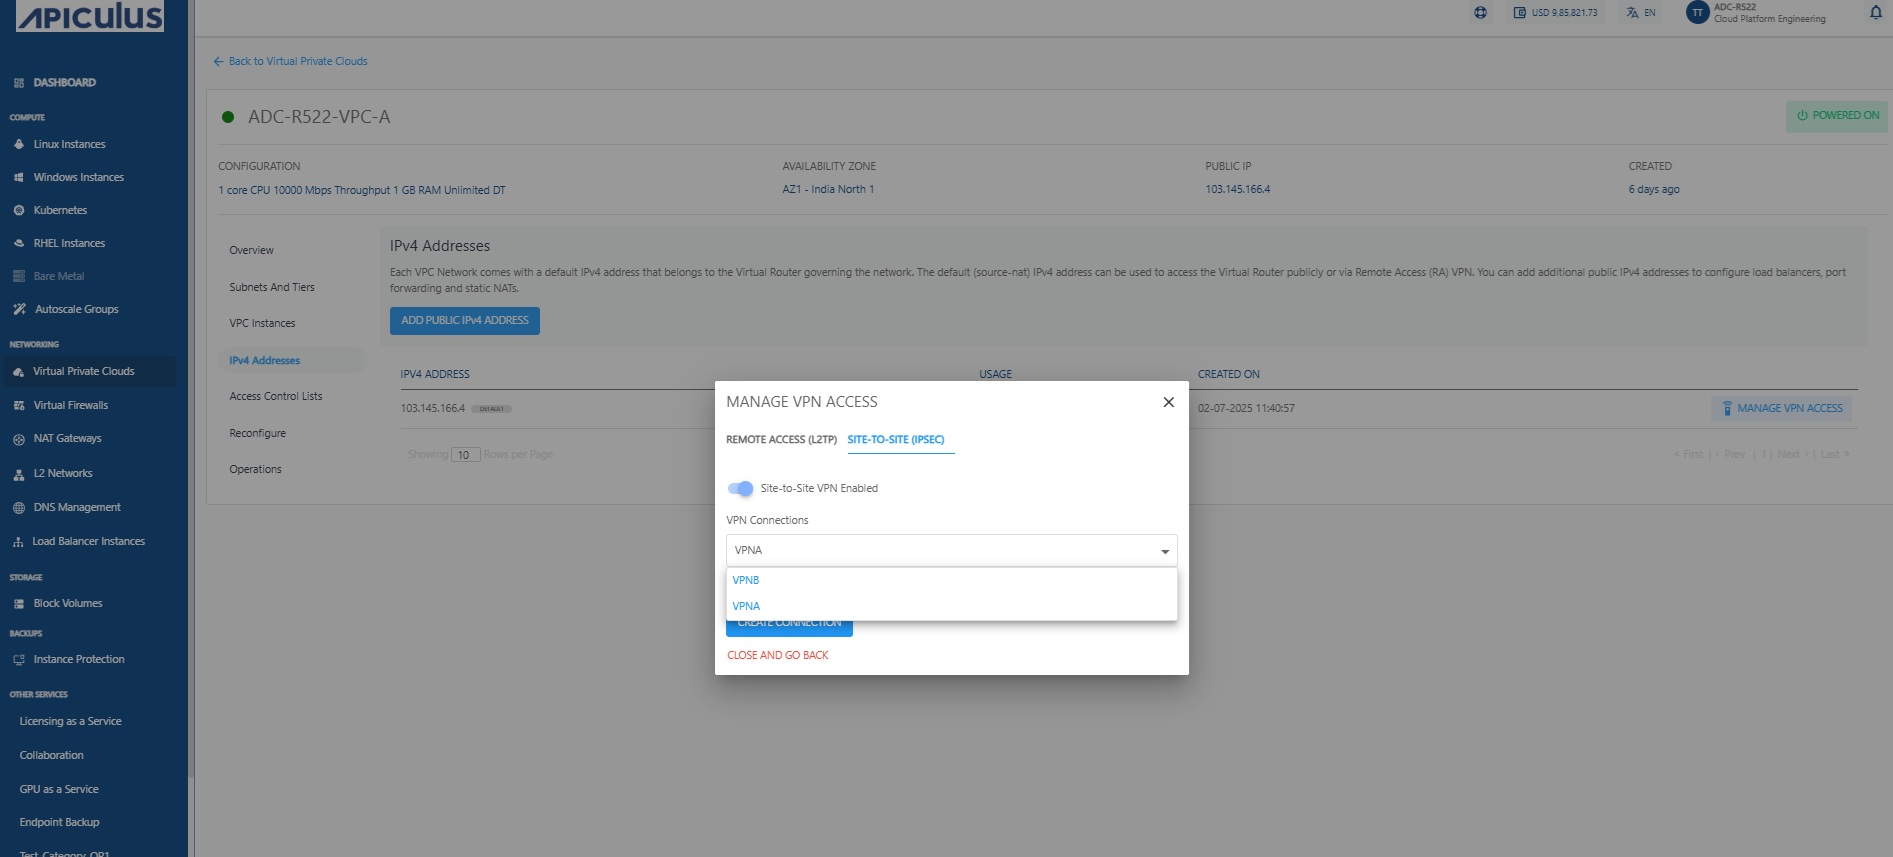 APICULUS
USD 9,85,821.73
EN
TT
ADC-R522
Cloud Platform Engineering
DASHBOARD
COMPUTE
Linux Instances
Windows Instances
Kubernetes
RHEL Instances
Bare Metal
Autoscale Groups
NETWORKING
Virtual Private Clouds
Virtual Firewalls
NAT Gateways
L2 Networks
DNS Management
Load Balancer Instances
STORAGE
Block Volumes
BACKUPS
Instance Protection
OTHER SERVICES
Licensing as a Service
Collaboration
GPU as a Service
Endpoint Backup
Test_Category_OP1
Back to Virtual Private Clouds
ADC-R522-VPC-A
POWERED ON
CONFIGURATION
1 core CPU 10000 Mbps Throughput 1 GB RAM Unlimited DT
AVAILABILITY ZONE
AZ1 - India North 1
PUBLIC IP
103.145.166.4
CREATED
6 days ago
Overview
Subnets And Tiers
VPC Instances
IPv4 Addresses
Access Control Lists
Reconfigure
Operations
IPv4 Addresses
Each VPC Network comes with a default IPv4 address that belongs to the Virtual Router governing the network. The default (source-nat) IPv4 address can be used to access the Virtual Router publicly or via Remote Access (RA) VPN. You can add additional public IPv4 addresses to configure load balancers, port
forwarding and static NATs.
ADD PUBLIC IPv4 ADDRESS
IPV4 ADDRESS USAGE CREATED ON
103.145.166.4 DEFAULT 02-07-2025 11:40:57 MANAGE VPN ACCESS
Showing 10 Rows per Page < First | < Prev | 1 | Next > | Last >
MANAGE VPN ACCESS
REMOTE ACCESS (L2TP) SITE-TO-SITE (IPSEC)
Site-to-Site VPN Enabled
VPN Connections
VPNA
VPNB
VPNA
CREATE CONNECTION
CLOSE AND GO BACK